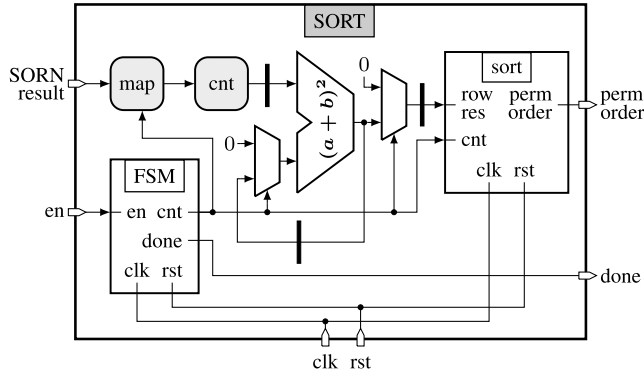 SORT
SORN
result
map
cnt
0
(a + b)²
0
sort
row
res
perm
order
cnt
clk rst
perm
order
FSM
en
en cnt
done
clk rst
done
clk rst